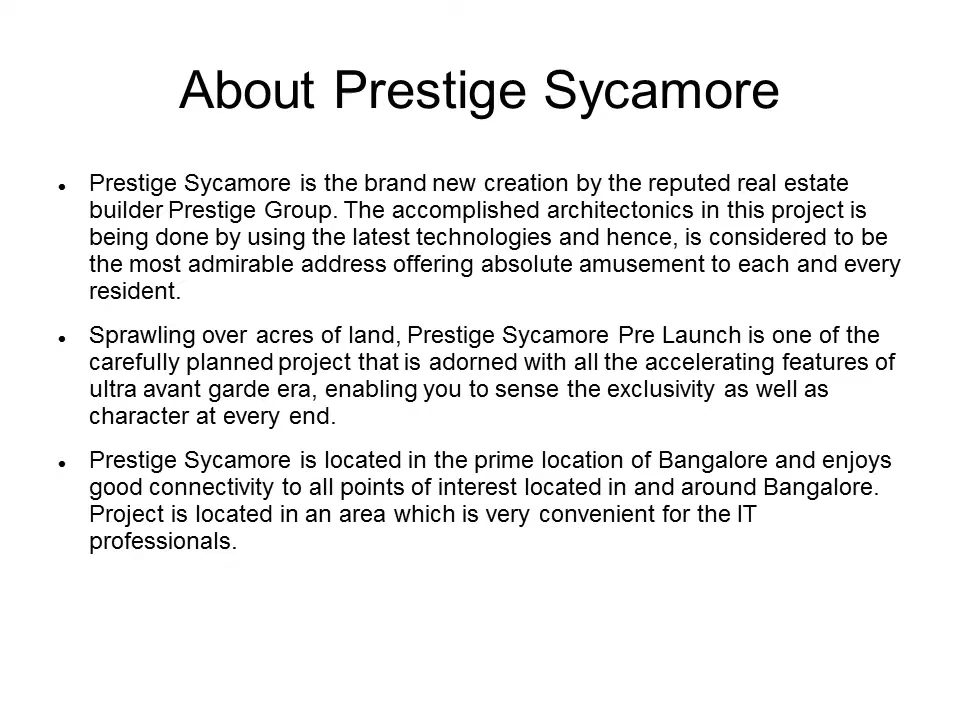 About Prestige Sycamore
Prestige Sycamore is the brand new creation by the reputed real estate
builder Prestige Group. The accomplished architectonics in this project is
being done by using the latest technologies and hence, is considered to be
the most admirable address offering absolute amusement to each and every
resident.
Sprawling over acres of land, Prestige Sycamore Pre Launch is one of the
carefully planned project that is adorned with all the accelerating features of
ultra avant garde era, enabling you to sense the exclusivity as well as
character at every end.
Prestige Sycamore is located in the prime location of Bangalore and enjoys
good connectivity to all points of interest located in and around Bangalore.
Project is located in an area which is very convenient for the IT
professionals.